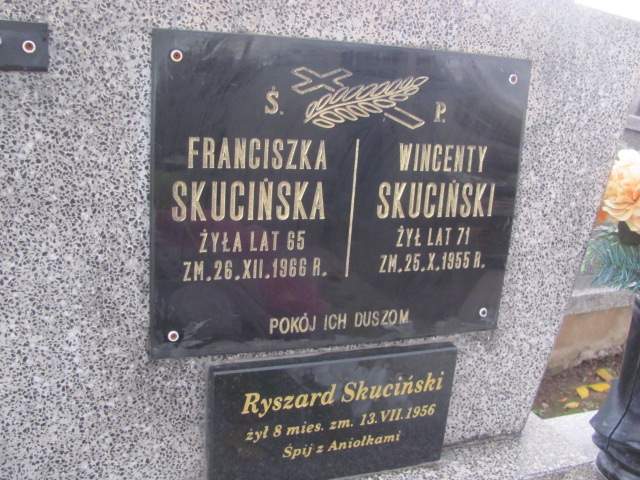 Ś. P.
FRANCISZKA
SKUCIŃSKA
ŻYŁA LAT 65
ZM. 26. XII. 1966 R.
WINCENTY
SKUCIŃSKI
ŻYŁ LAT 71
ZM. 25. X. 1955 R.
POKÓJ ICH DUSZOM
Ryszard Skuciński
żył 8 mies. zm. 13. VII. 1956
Śpij z Aniołkami